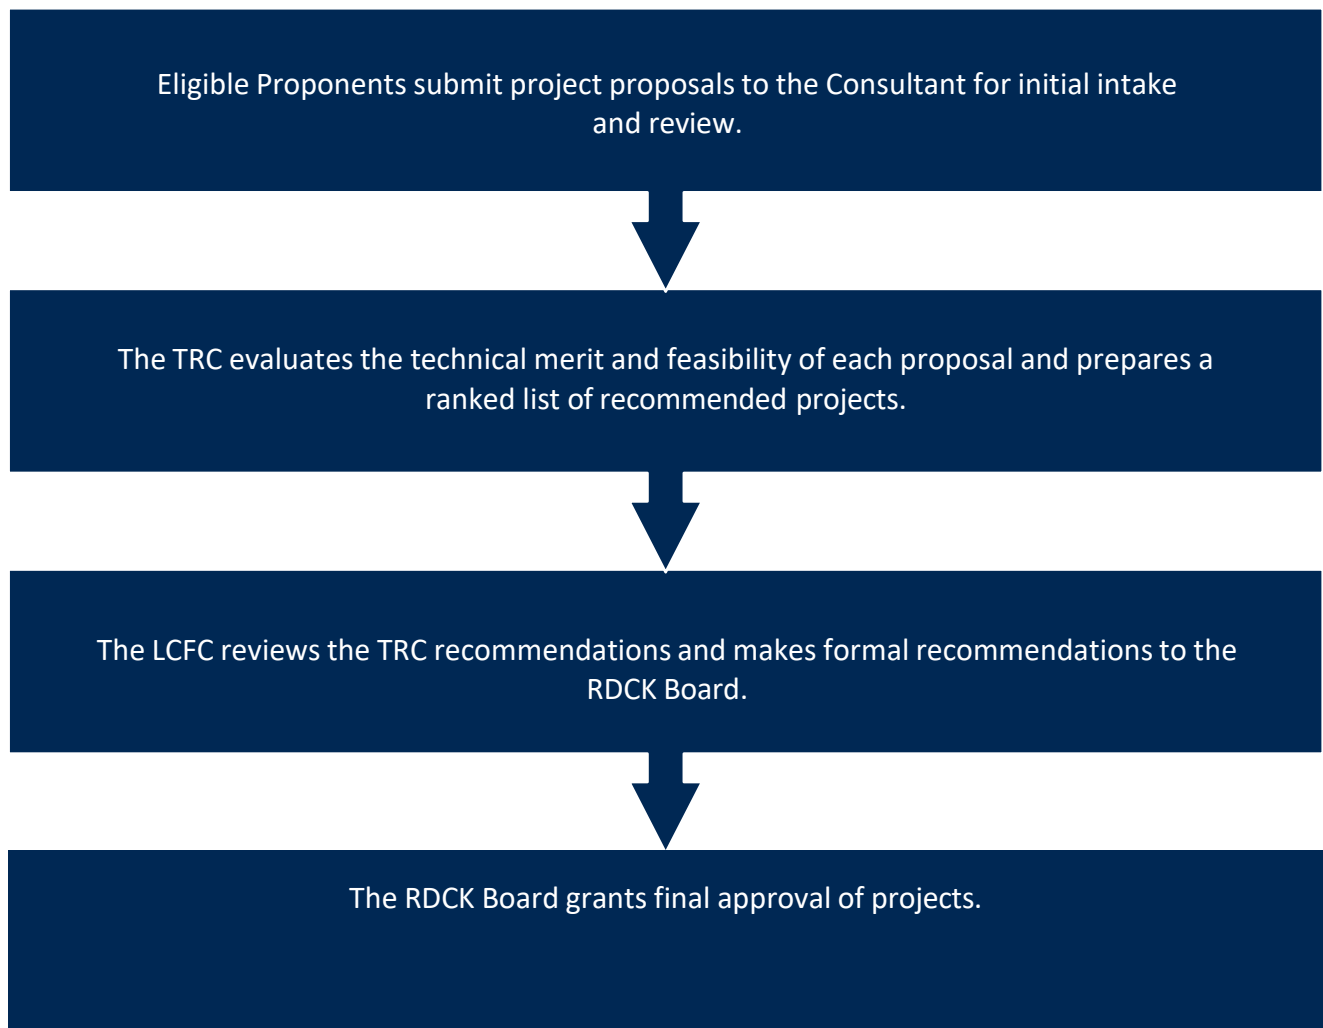 Eligible Proponents submit project proposals to the Consultant for initial intake
and review.
The TRC evaluates the technical merit and feasibility of each proposal and prepares a
ranked list of recommended projects.
The LCFC reviews the TRC recommendations and makes formal recommendations to the
RDCK Board.
The RDCK Board grants final approval of projects.